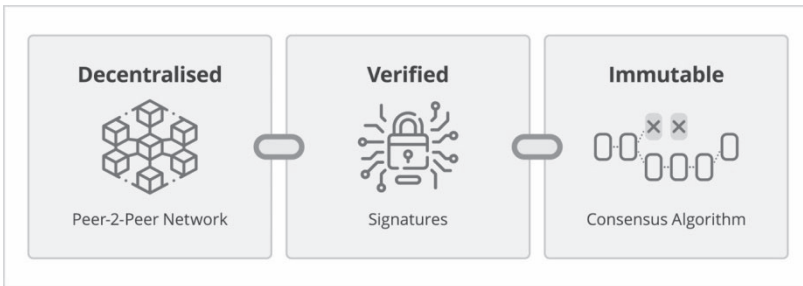 Decentralised
Verified
Immutable
Peer-2-Peer Network
Signatures
Consensus Algorithm